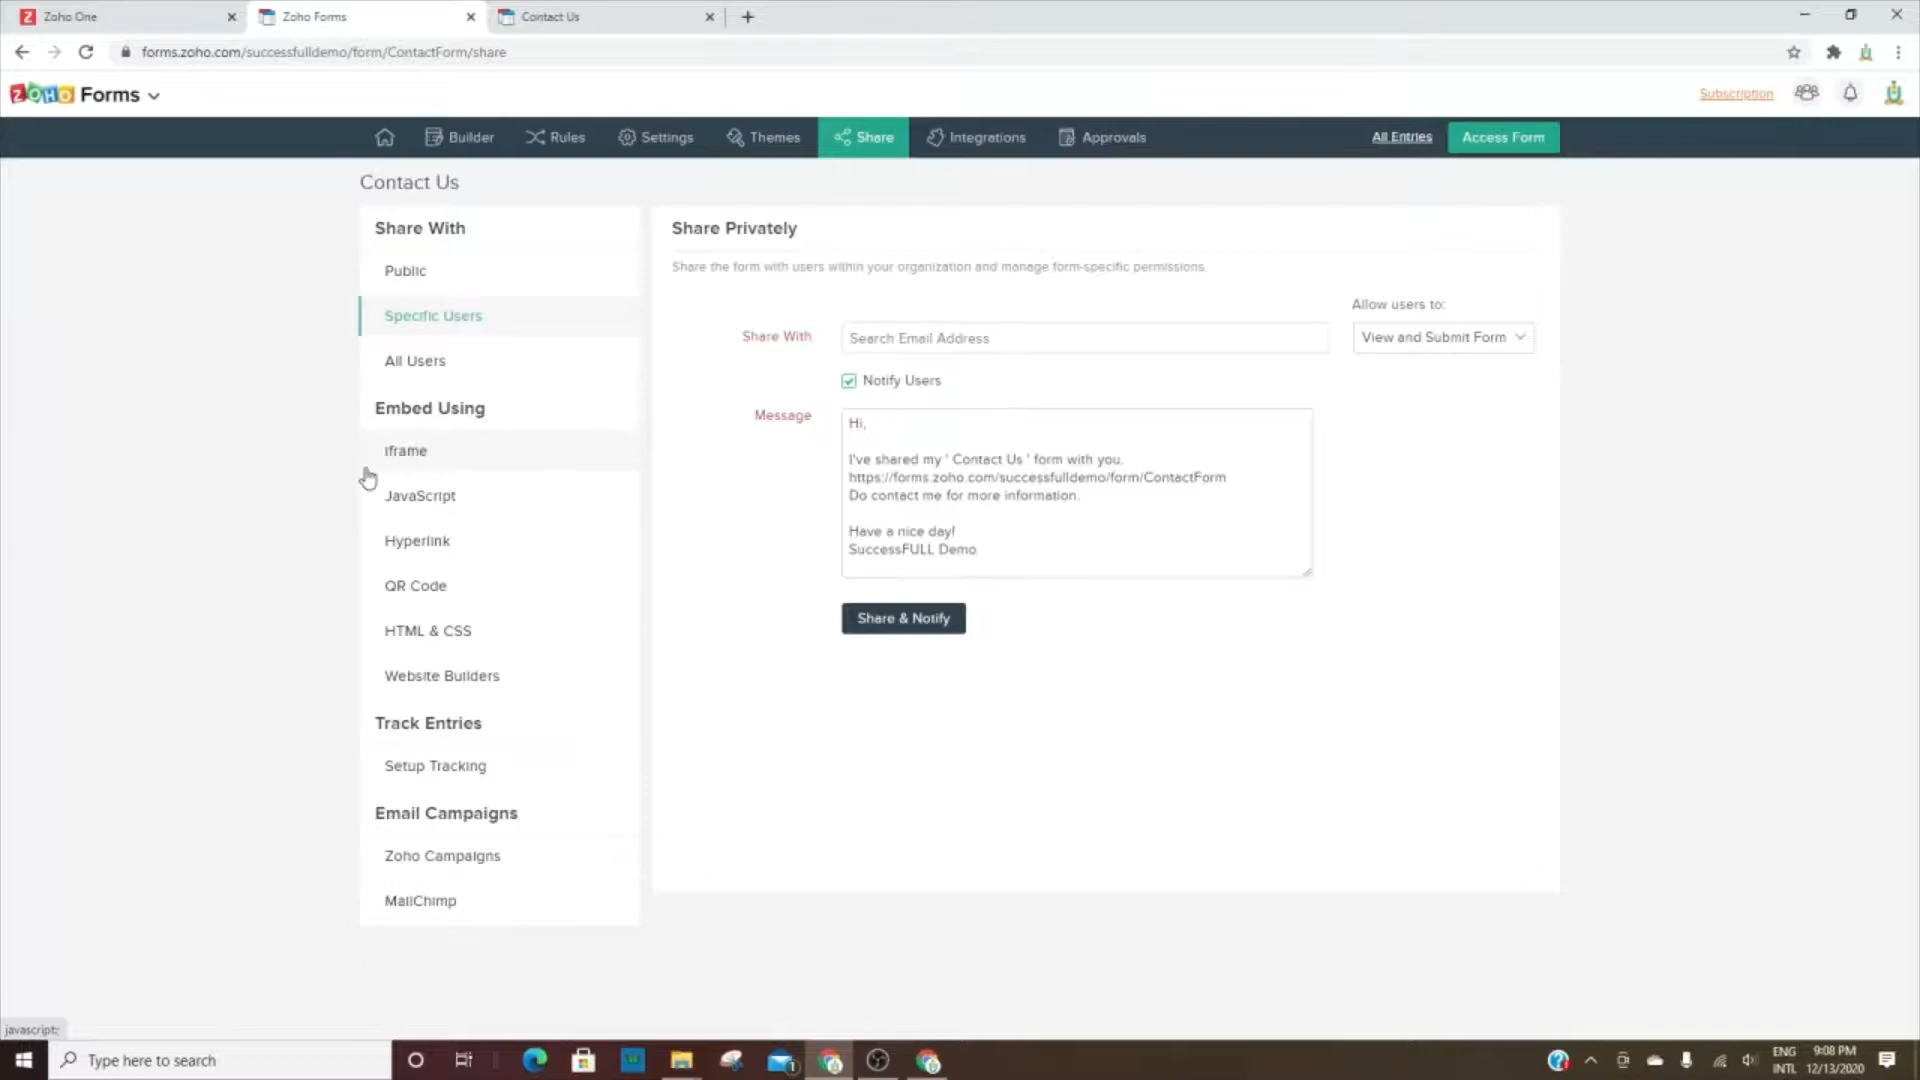 Zoho One
Zoho Forms
Contact Us
forms.zoho.com/successfulldemo/form/ContactForm/share
ZOHO Forms
Subscription
Builder
Rules
Settings
Themes
Share
Integrations
Approvals
All Entries
Access Form
Contact Us
Share With
Public
Specific Users
All Users
Embed Using
Iframe
JavaScript
Hyperlink
QR Code
HTML & CSS
Website Builders
Track Entries
Setup Tracking
Email Campaigns
Zoho Campaigns
MailChimp
Share Privately
Share the form with users within your organization and manage form-specific permissions.
Allow users to:
Share With
Search Email Address
View and Submit Form
Notify Users
Message
Hi,
I've shared my ' Contact Us ' form with you.
https://forms.zoho.com/successfulldemo/form/ContactForm
Do contact me for more information.
Have a nice day!
SuccessFULL Demo
Share & Notify
javascript:
Type here to search
1
ENG
INTL
9:08 PM
12/13/2020